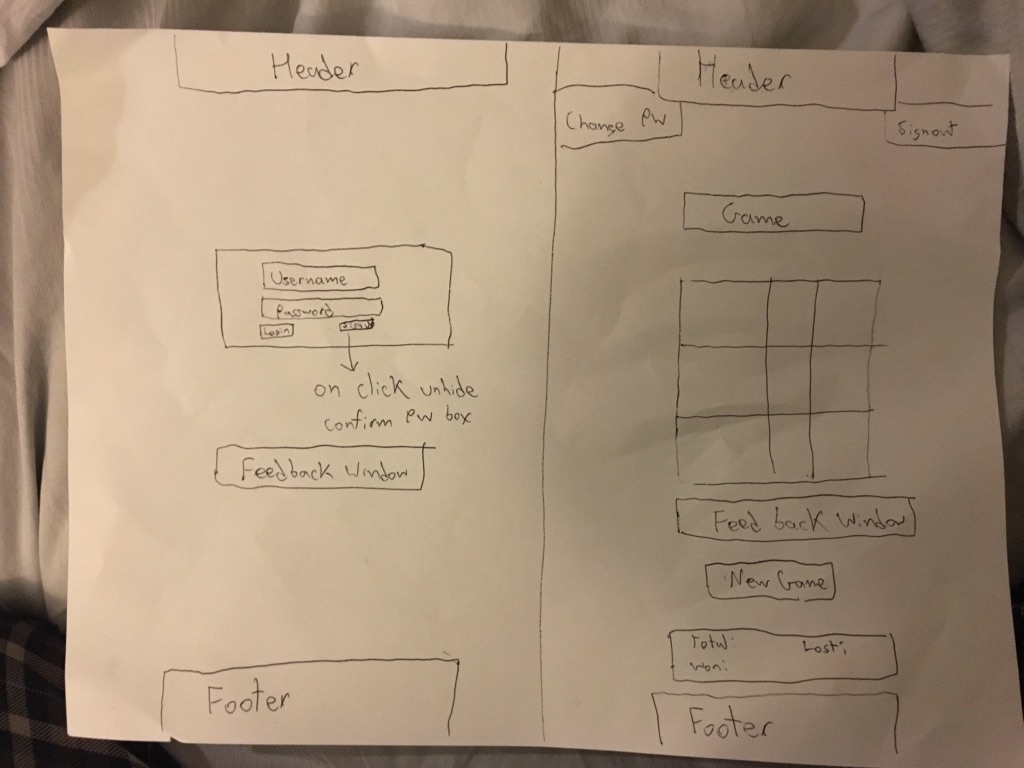 Header
Username
Password
Login
on click unhide
confirm PW box
Feedback Window
Footer
Header
Change PW
Signout
Game
Feed back Window
New Game
Total: Lost:
Won:
Footer